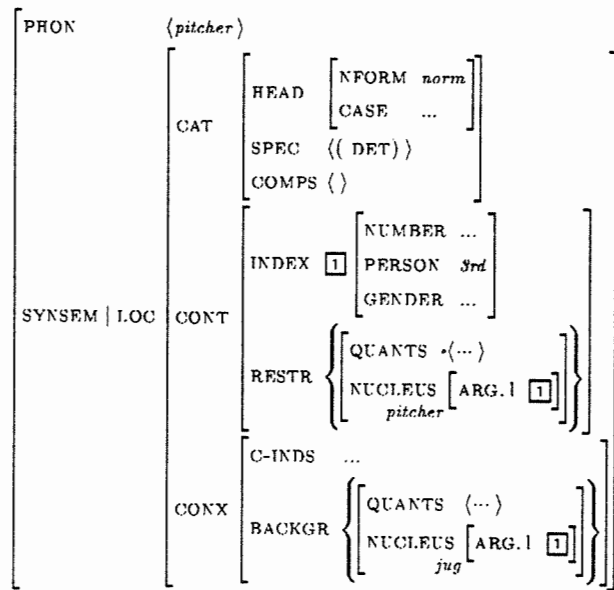 PHON ⟨pitcher⟩
NFORM norm
HEAD
CASE ...
CAT
SPEC ⟨( DET) ⟩
COMPS ⟨ ⟩
NUMBER ...
INDEX 1 PERSON 3rd
GENDER ...
SYNSEM | LOC CONT
QUANTS ⟨...⟩
RESTR
NUCLEUS [ARG.1 1]
pitcher
C-INDS ...
CONX
QUANTS ⟨...⟩
BACKGR
NUCLEUS [ARG.1 1]
jug